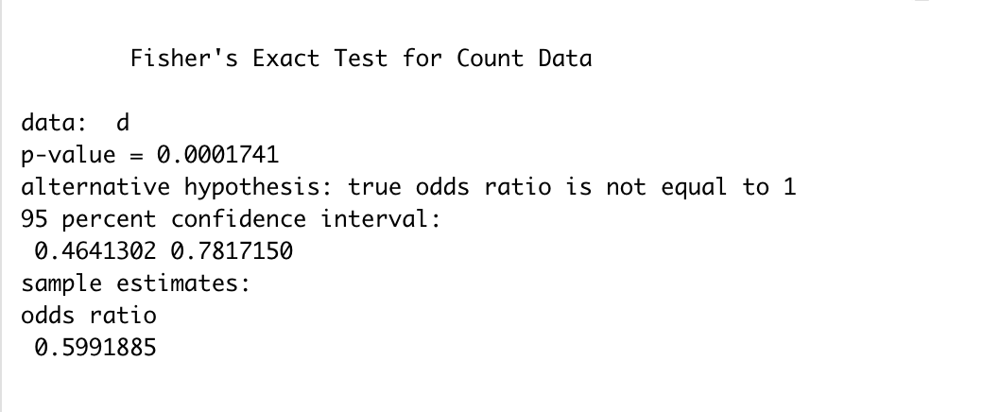 Fisher's Exact Test for Count Data
data:  d
p-value = 0.0001741
alternative hypothesis: true odds ratio is not equal to 1
95 percent confidence interval:
 0.4641302 0.7817150
sample estimates:
odds ratio
 0.5991885